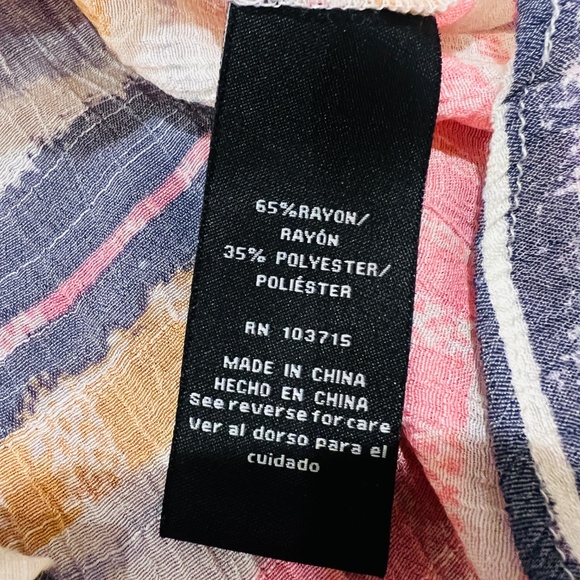 65%RAYON/
RAYÓN
35% POLYESTER/
POLIÉSTER
RN 103715
MADE IN CHINA
HECHO EN CHINA
See reverse for care
Ver al dorso para el
cuidado